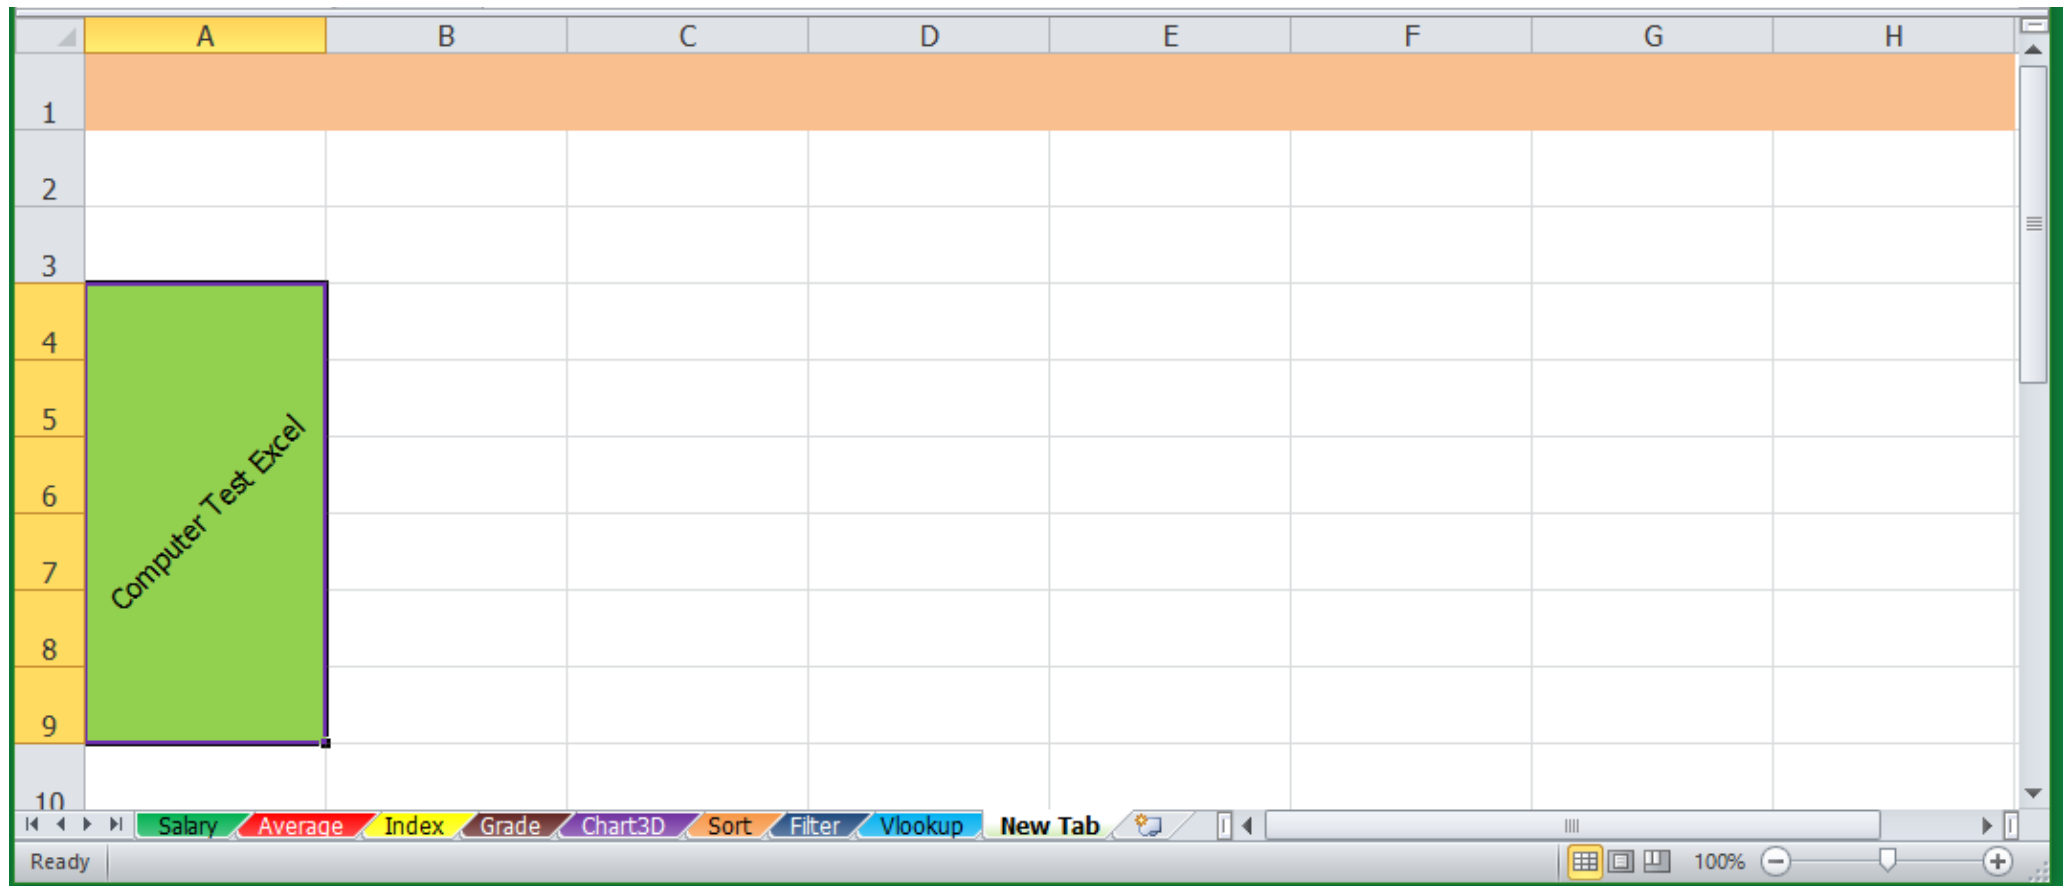 A B C D E F G H
1
2
3
4
5
6
7
8
9
10
Computer Test Excel
Salary Average Index Grade Chart3D Sort Filter Vlookup New Tab
Ready 100%